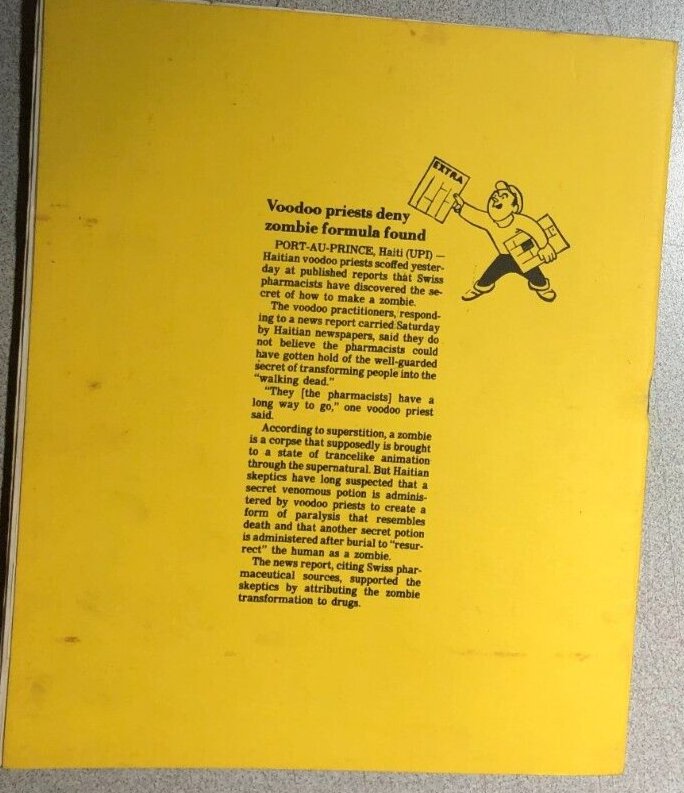 EXTRA
Voodoo priests deny
zombie formula found
PORT-AU-PRINCE, Haiti (UPI) —
Haitian voodoo priests scoffed yester-
day at published reports that Swiss
pharmacists have discovered the se-
cret of how to make a zombie.
The voodoo practitioners, respond-
ing to a news report carried Saturday
by Haitian newspapers, said they do
not believe the pharmacists could
have gotten hold of the well-guarded
secret of transforming people into the
"walking dead."
"They [the pharmacists] have a
long way to go," one voodoo priest
said.
According to superstition, a zombie
is a corpse that supposedly is brought
to a state of trancelike animation
through the supernatural. But Haitian
skeptics have long suspected that a
secret venomous potion is adminis-
tered by voodoo priests to create a
form of paralysis that resembles
death and that another secret potion
is administered after burial to "resur-
rect" the human as a zombie.
The news report, citing Swiss phar-
maceutical sources, supported the
skeptics by attributing the zombie
transformation to drugs.